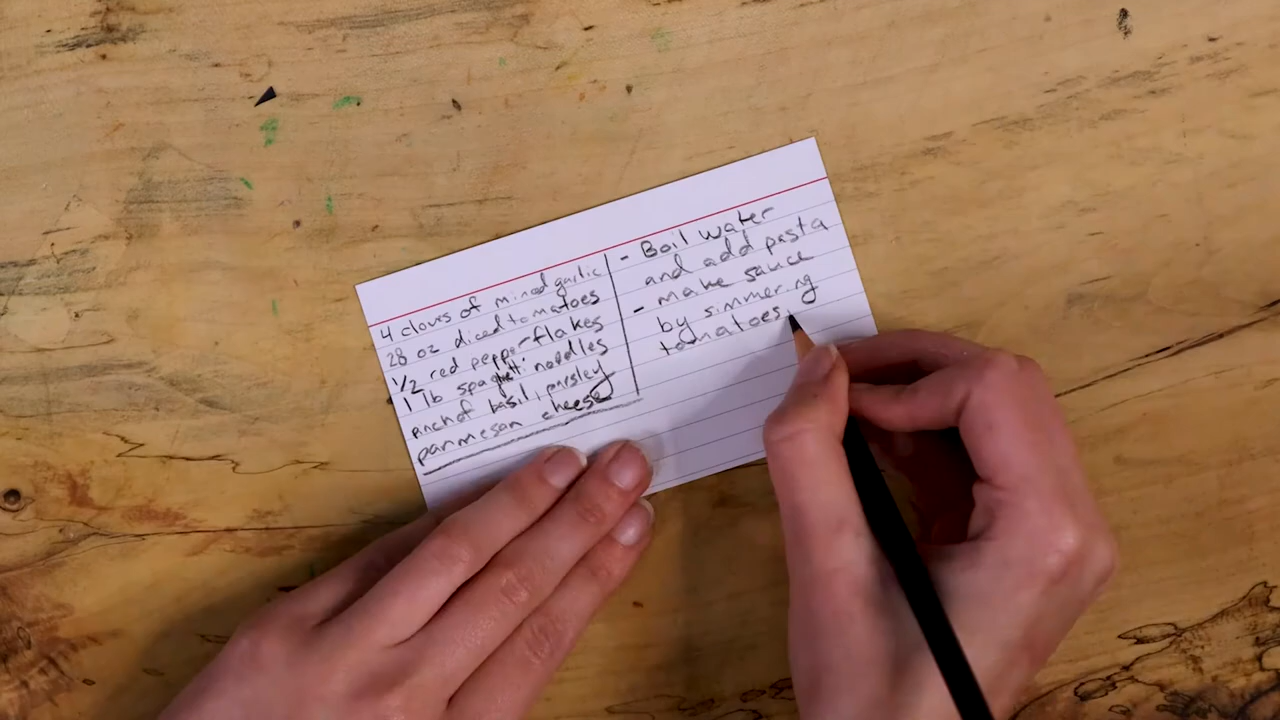 4 cloves of minced garlic
28 oz diced tomatoes
1/2 red pepper flakes
1 lb spaghetti noodles
pinch of basil, parsley
parmesan cheese
- Boil water
and add pasta
- make sauce
by simmering
tomatoes,